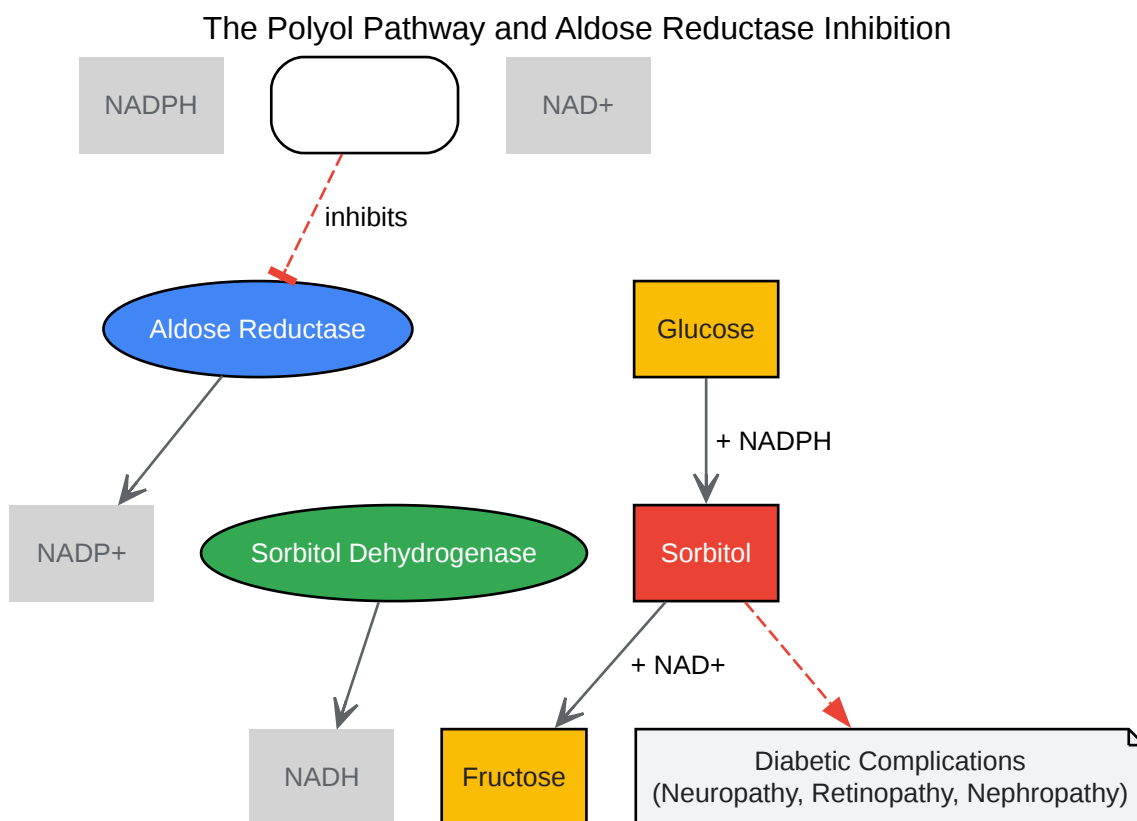 The Polyol Pathway and Aldose Reductase Inhibition
NADPH
NAD+
inhibits
Aldose Reductase
Glucose
+ NADPH
NADP+
Sorbitol Dehydrogenase
Sorbitol
+ NAD+
NADH
Fructose
Diabetic Complications
(Neuropathy, Retinopathy, Nephropathy)